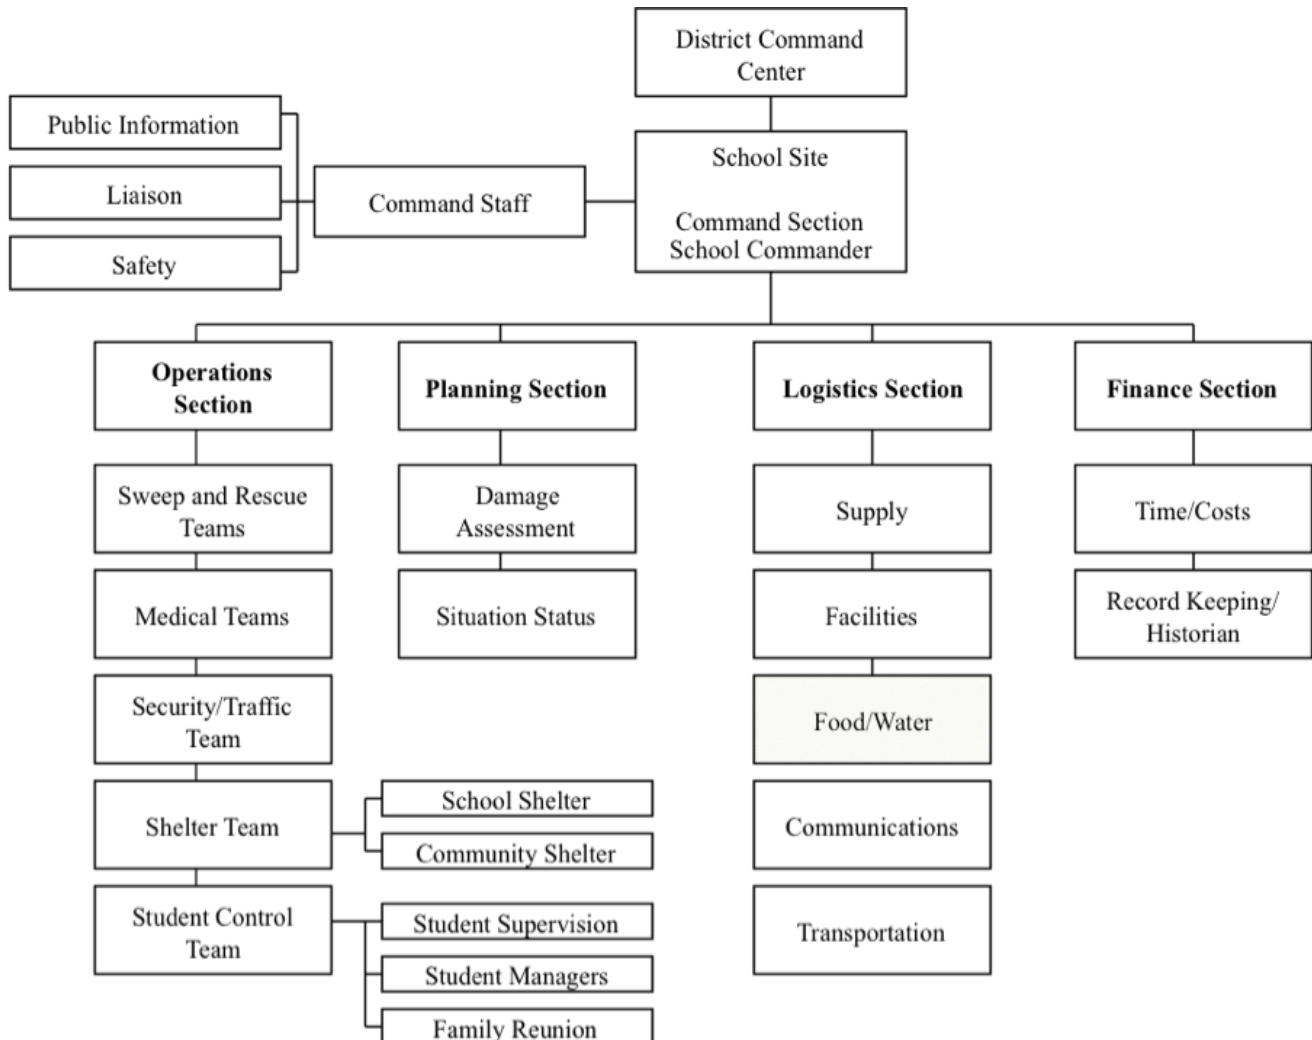 District Command
Center
Public Information
Liaison
Safety
Command Staff
School Site
Command Section
School Commander
Operations
Section
Planning Section
Logistics Section
Finance Section
Sweep and Rescue
Teams
Damage
Assessment
Supply
Time/Costs
Medical Teams
Situation Status
Facilities
Record Keeping/
Historian
Security/Traffic
Team
Food/Water
Shelter Team
School Shelter
Community Shelter
Communications
Student Control
Team
Student Supervision
Student Managers
Family Reunion
Transportation